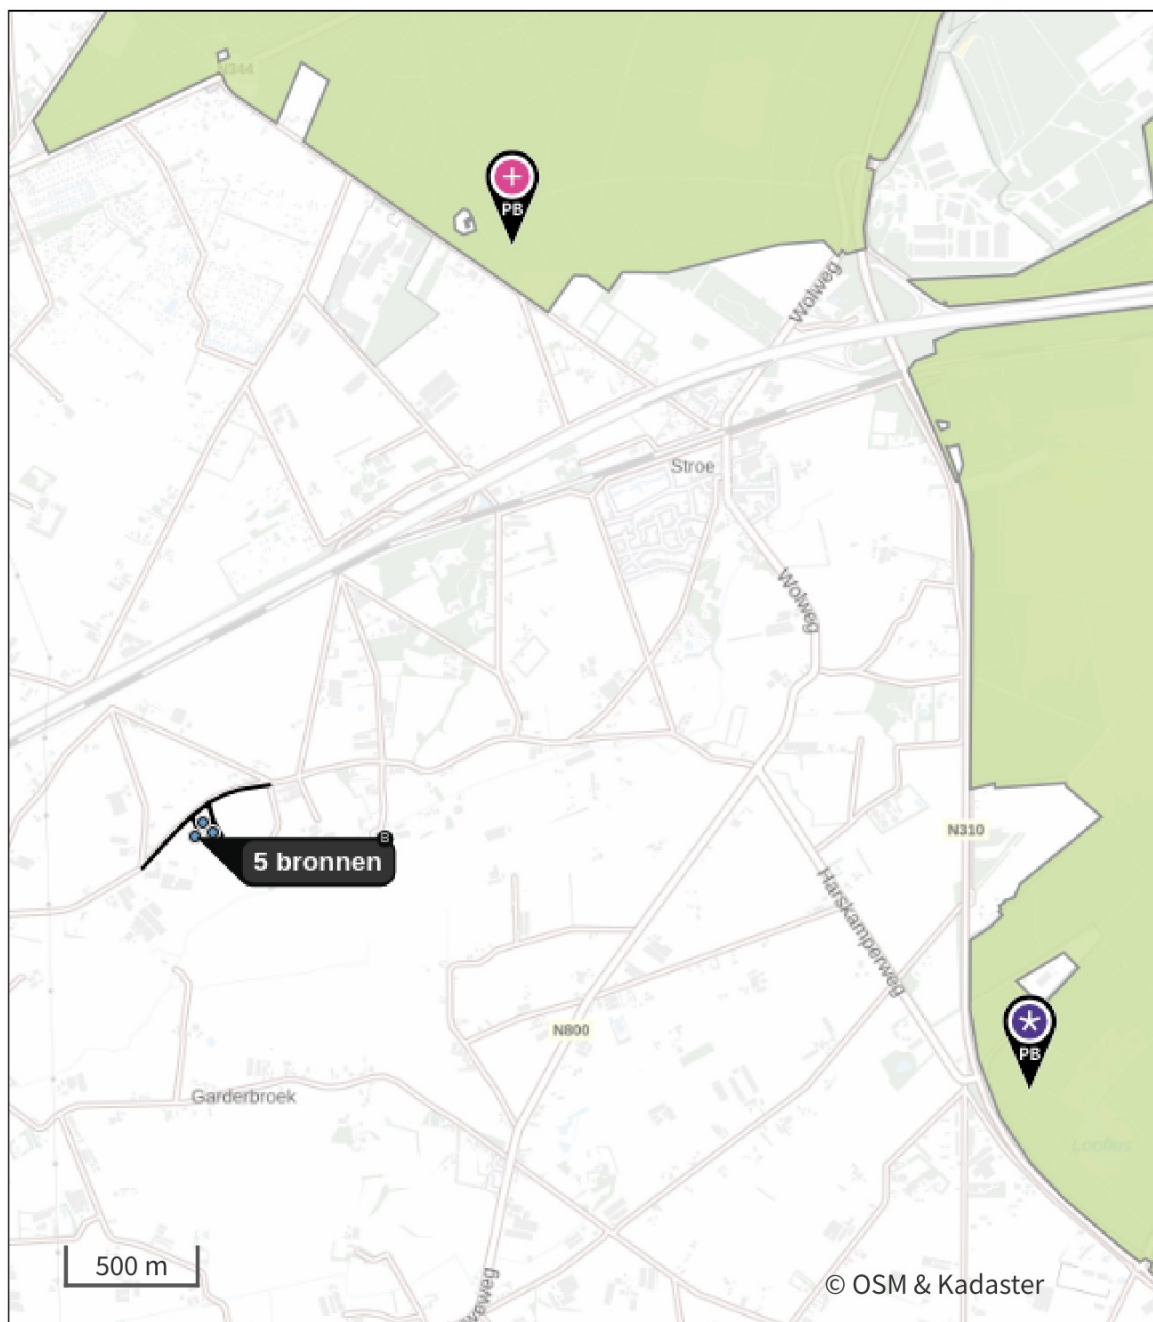 N344
PB
Wolweg
Stroe
Wolweg
N310
B
5 bronnen
Harskamperweg
PB
N800
Garderbroek
500 m
© OSM & Kadaster